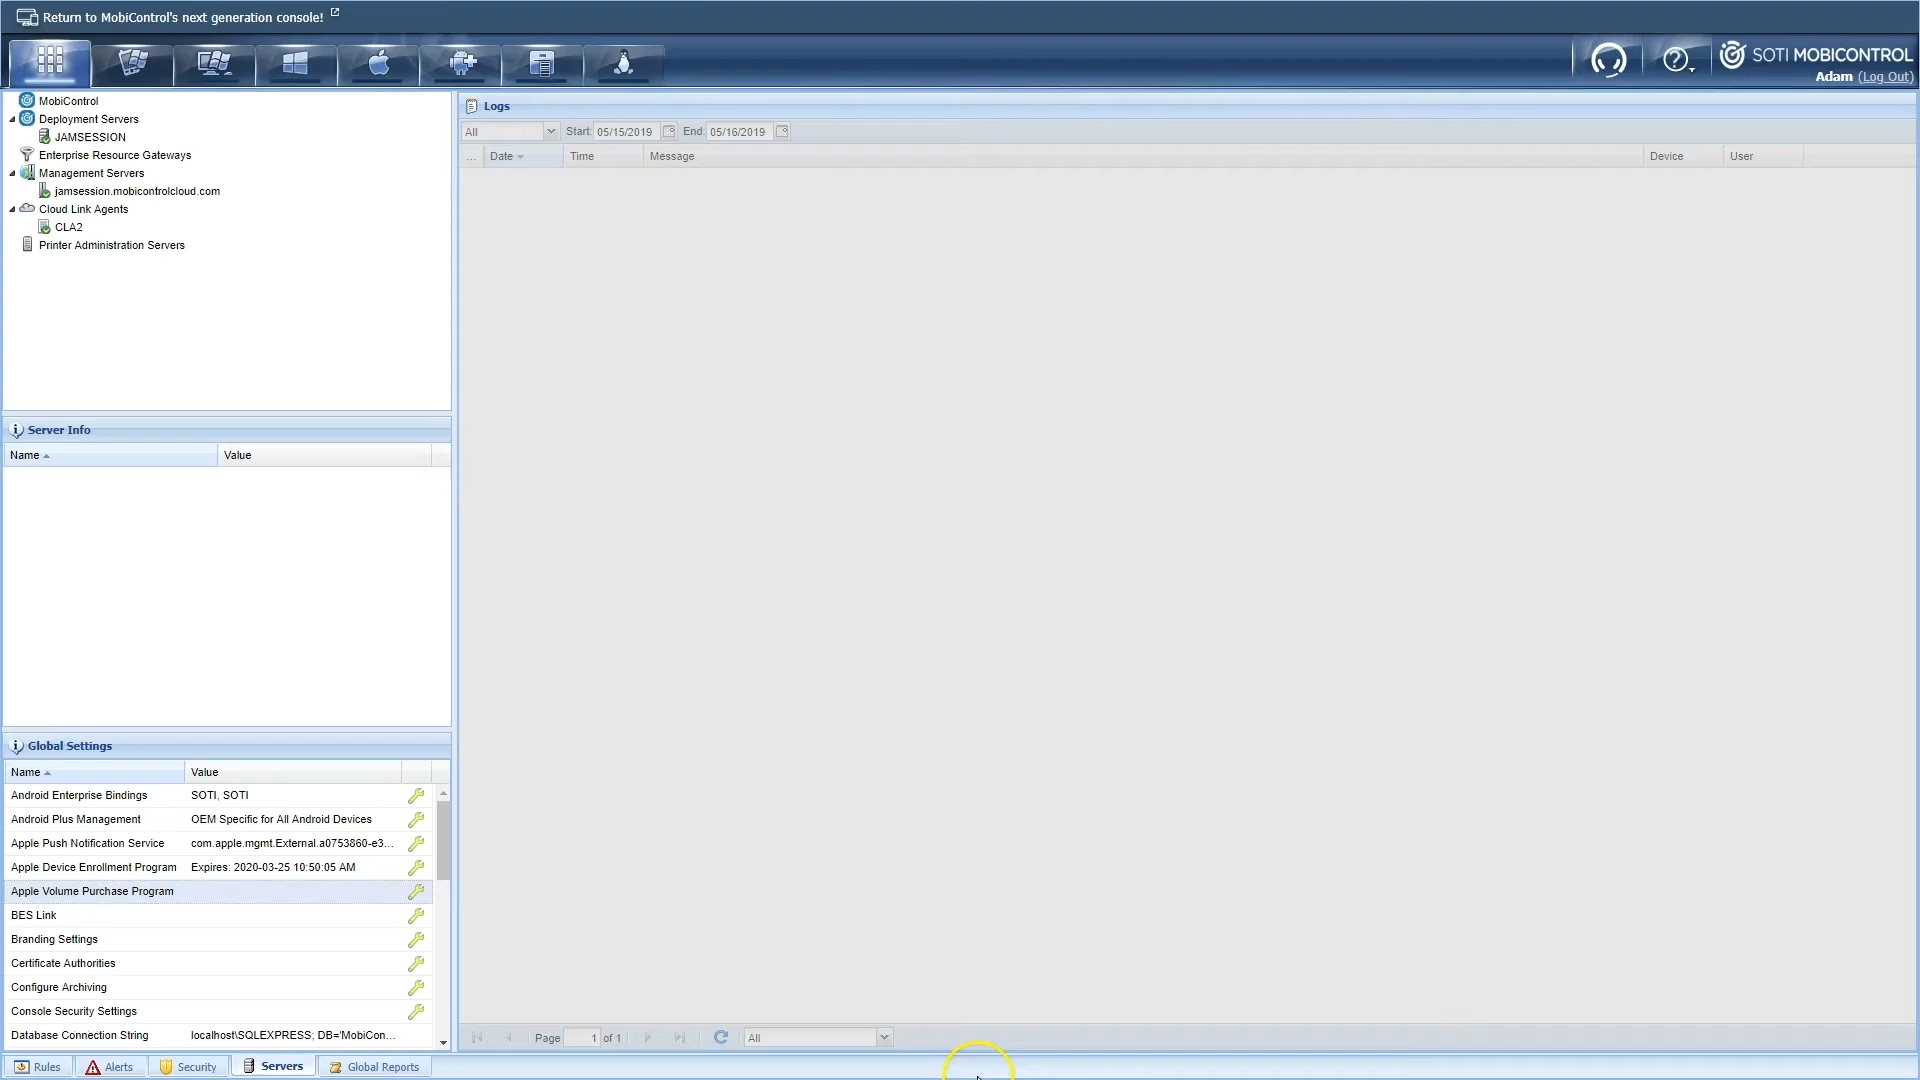 Return to MobiControl's next generation console!
SOTI MOBICONTROL
Adam (Log Out)
MobiControl
Deployment Servers
JAMSESSION
Enterprise Resource Gateways
Management Servers
jamsession.mobicontrolcloud.com
Cloud Link Agents
CLA2
Printer Administration Servers
Server Info
Name Value
Global Settings
Name Value
Android Enterprise Bindings SOTI, SOTI
Android Plus Management OEM Specific for All Android Devices
Apple Push Notification Service com.apple.mgmt.External.a0753860-e3...
Apple Device Enrollment Program Expires: 2020-03-25 10:50:05 AM
Apple Volume Purchase Program
BES Link
Branding Settings
Certificate Authorities
Configure Archiving
Console Security Settings
Database Connection String localhost\SQLEXPRESS; DB='MobiCon...
Logs
All Start: 05/15/2019 End: 05/16/2019
... Date Time Message Device User
Page 1 of 1 All
Rules Alerts Security Servers Global Reports